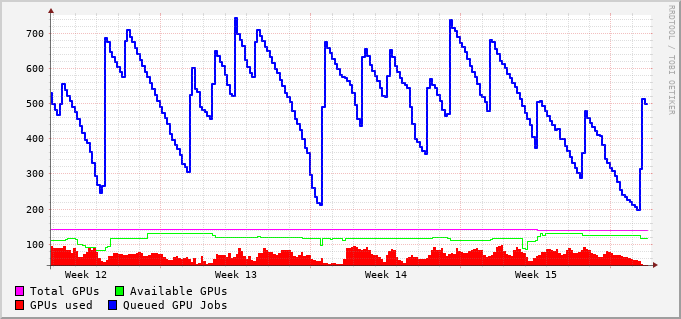 700
600
500
400
300
200
100
Week 12 Week 13 Week 14 Week 15
Total GPUs Available GPUs
GPUs used Queued GPU Jobs
RRDTOOL / TOBI OETIKER